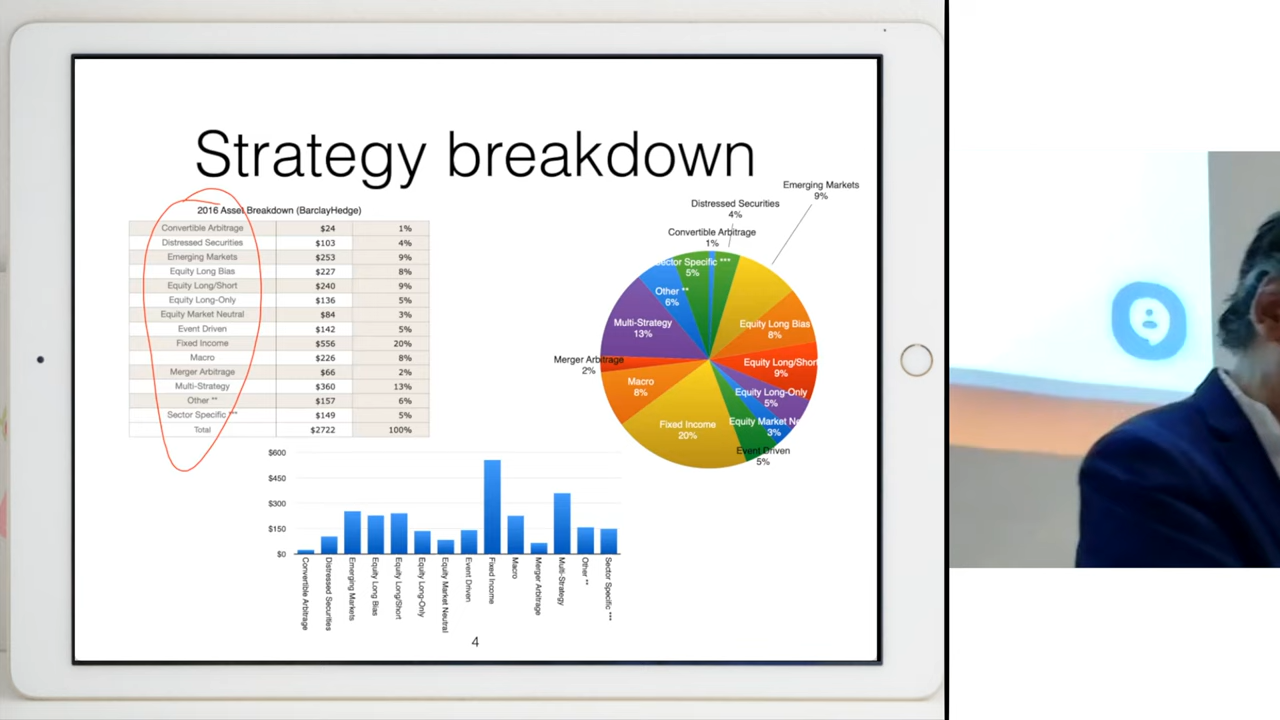 Strategy breakdown
2016 Asset Breakdown (BarclayHedge)
Convertible Arbitrage $24 1%
Distressed Securities $103 4%
Emerging Markets $253 9%
Equity Long Bias $227 8%
Equity Long/Short $240 9%
Equity Long-Only $136 5%
Equity Market Neutral $84 3%
Event Driven $142 5%
Fixed Income $556 20%
Macro $226 8%
Merger Arbitrage $66 2%
Multi-Strategy $360 13%
Other ** $157 6%
Sector Specific *** $149 5%
Total $2722 100%
Emerging Markets
9%
Distressed Securities
4%
Convertible Arbitrage
1%
ector Specific ***
5%
Other **
6%
Multi-Strategy
13%
Equity Long Bias
8%
Merger Arbitrage
2%
Equity Long/Short
9%
Macro
8%
Equity Long-Only
5%
Fixed Income
20%
Equity Market Ne
3%
Event Driven
5%
$600
$450
$300
$150
$0
Convertible Arbitrage
Distressed Securities
Emerging Markets
Equity Long Bias
Equity Long/Short
Equity Long-Only
Equity Market Neutral
Event Driven
Fixed Income
Macro
Merger Arbitrage
Multi-Strategy
Other **
Sector Specific ***
4